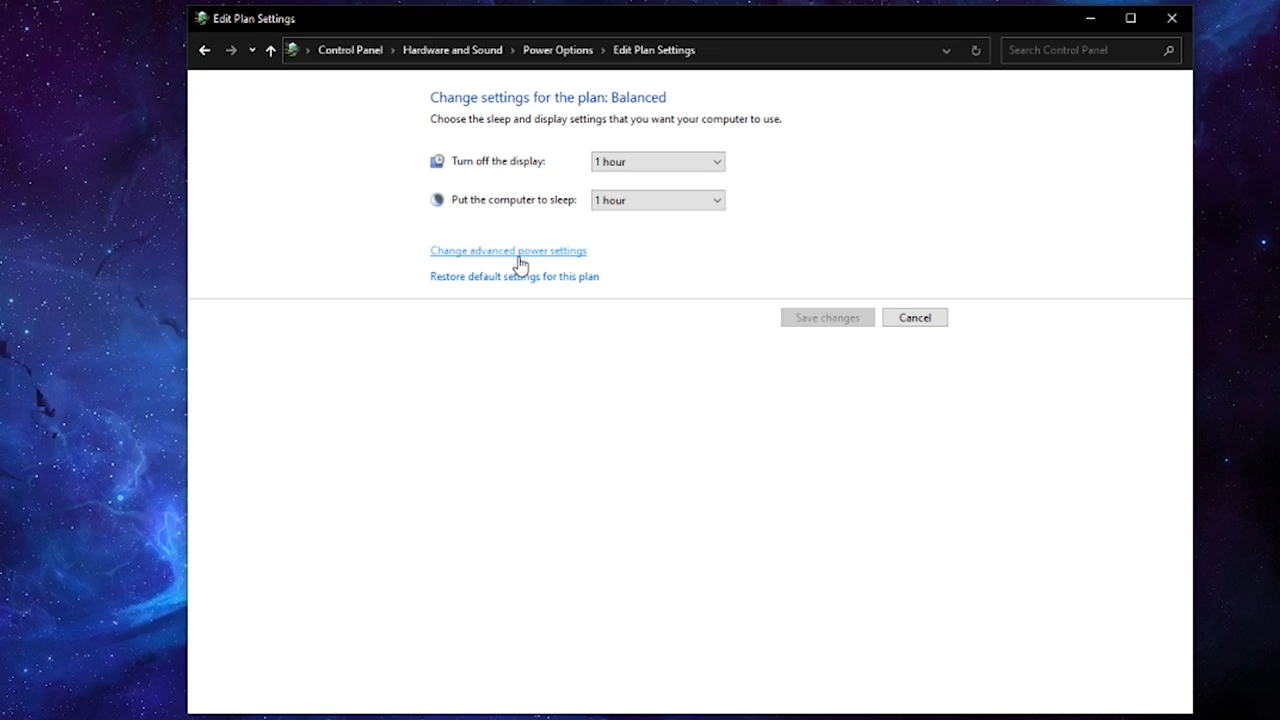 Edit Plan Settings
Control Panel > Hardware and Sound > Power Options > Edit Plan Settings
Search Control Panel
Change settings for the plan: Balanced
Choose the sleep and display settings that you want your computer to use.
Turn off the display: 1 hour
Put the computer to sleep: 1 hour
Change advanced power settings
Restore default settings for this plan
Save changes Cancel